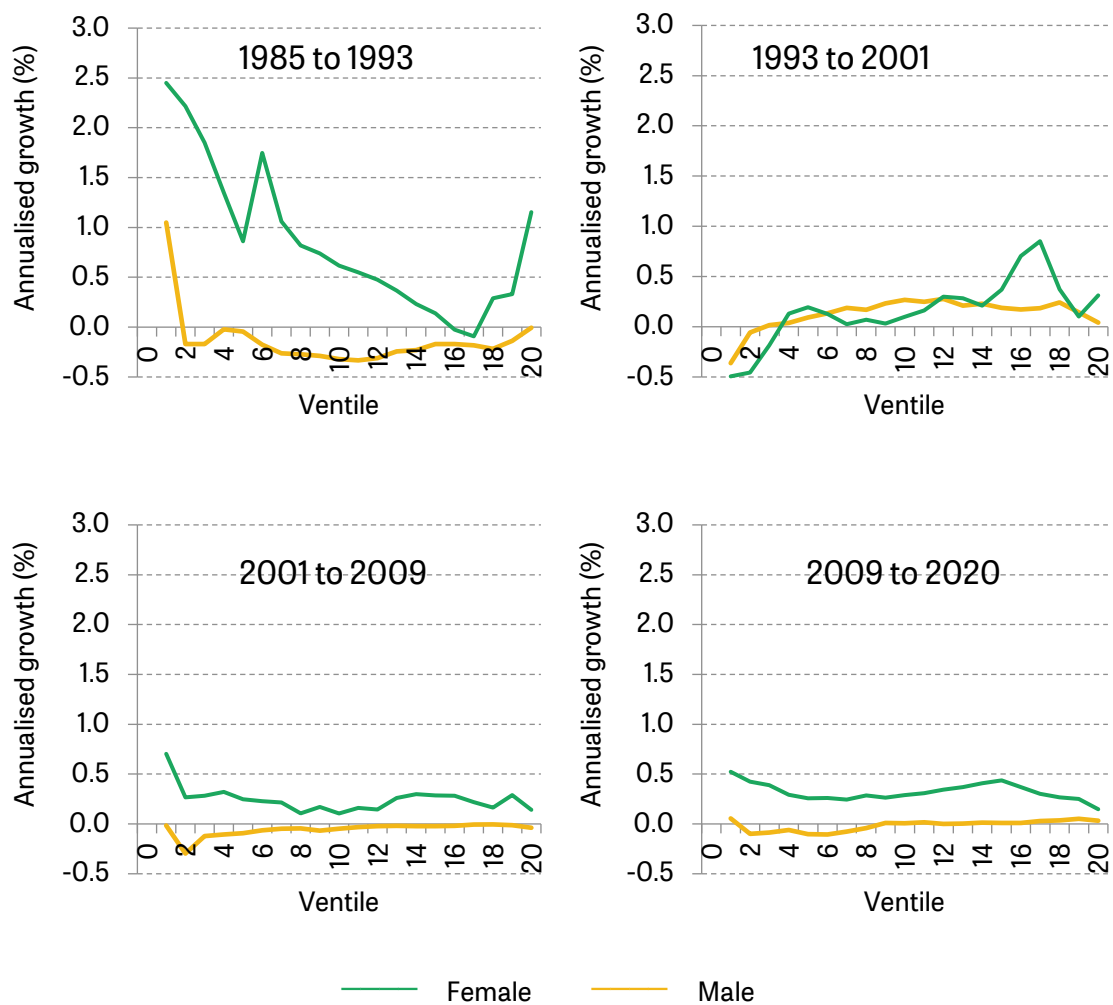 1985 to 1993
Annualised growth (%)
3.0
2.5
2.0
1.5
1.0
0.5
0.0
-0.5
0 2 4 6 8 10 12 14 16 18 20
Ventile
1993 to 2001
Annualised growth (%)
3.0
2.5
2.0
1.5
1.0
0.5
0.0
-0.5
0 2 4 6 8 10 12 14 16 18 20
Ventile
2001 to 2009
Annualised growth (%)
3.0
2.5
2.0
1.5
1.0
0.5
0.0
-0.5
0 2 4 6 8 10 12 14 16 18 20
Ventile
2009 to 2020
Annualised growth (%)
3.0
2.5
2.0
1.5
1.0
0.5
0.0
-0.5
0 2 4 6 8 10 12 14 16 18 20
Ventile
Female Male